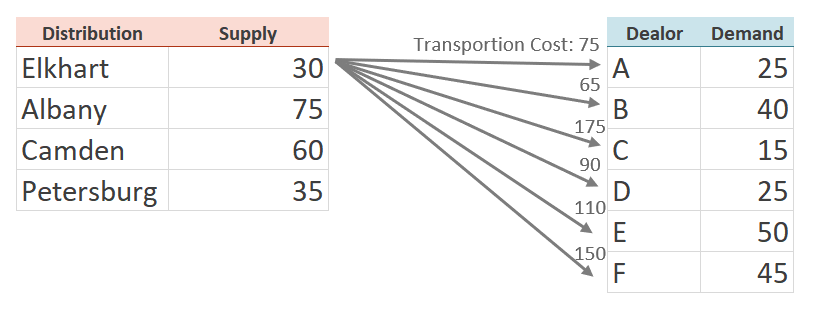 Distribution Supply
Elkhart 30
Albany 75
Camden 60
Petersburg 35
Transportion Cost: 75
65
175
90
110
150
Dealor Demand
A 25
B 40
C 15
D 25
E 50
F 45